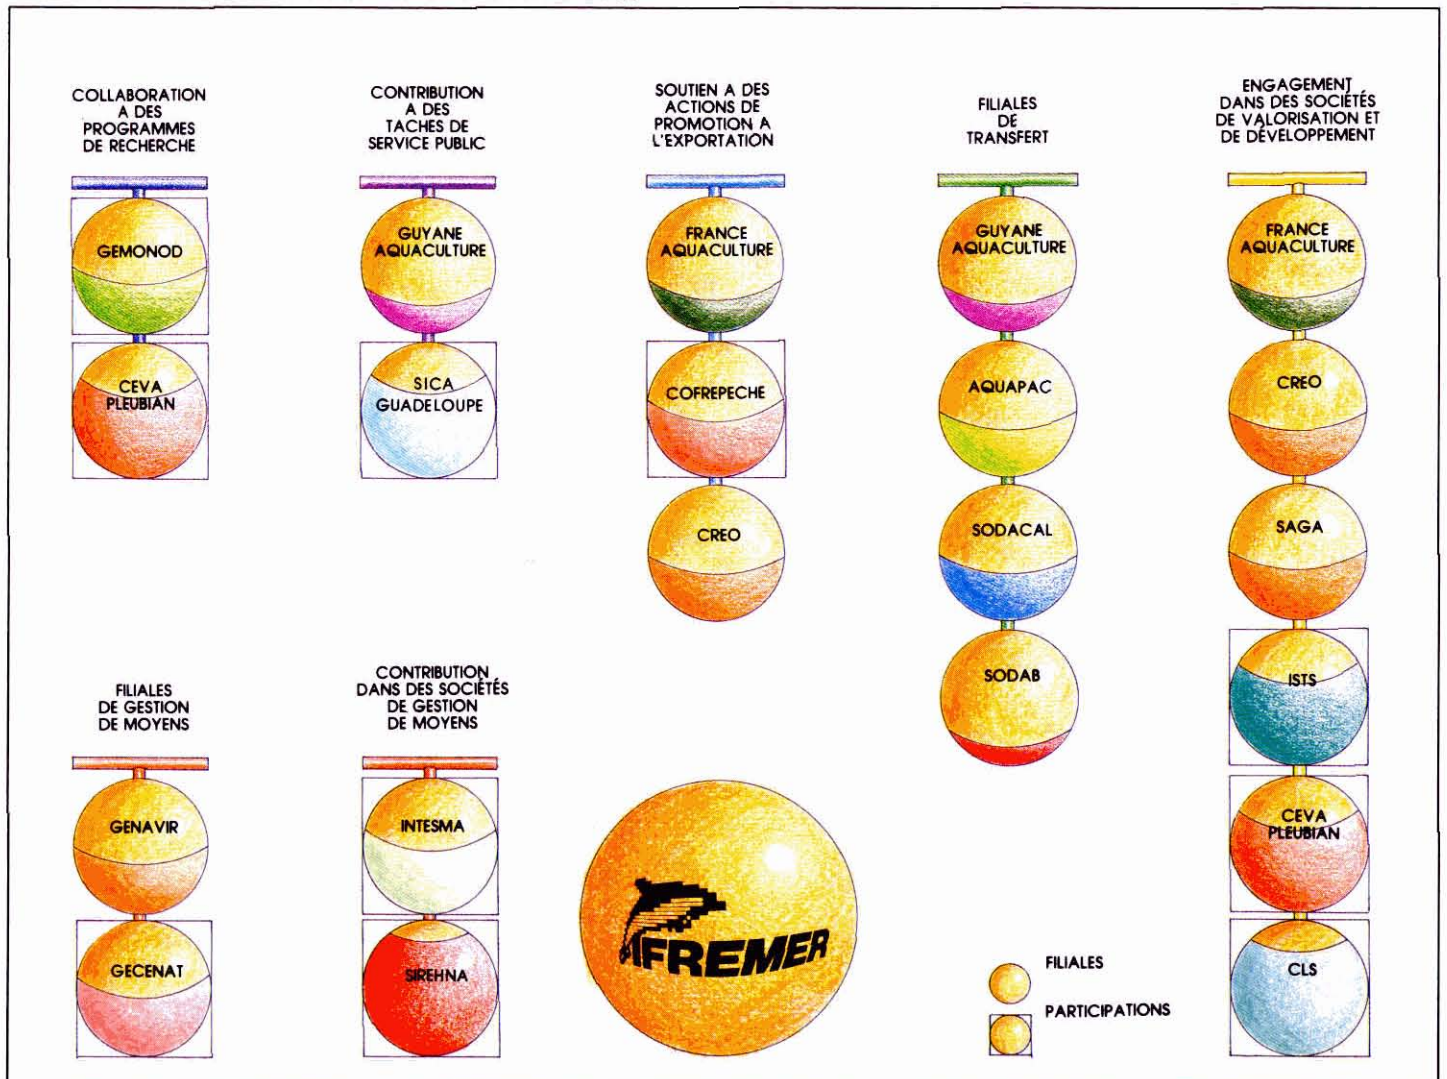 COLLABORATION
A DES
PROGRAMMES
DE RECHERCHE
GEMONOD
CEVA
PLEUBIAN
CONTRIBUTION
A DES
TACHES DE
SERVICE PUBLIC
GUYANE
AQUACULTURE
SICA
GUADELOUPE
SOUTIEN A DES
ACTIONS DE
PROMOTION A
L'EXPORTATION
FRANCE
AQUACULTURE
COFREPECHE
CREO
FILIALES
DE
TRANSFERT
GUYANE
AQUACULTURE
AQUAPAC
SODACAL
SODAB
ENGAGEMENT
DANS DES SOCIÉTÉS
DE VALORISATION ET
DE DÉVELOPPEMENT
FRANCE
AQUACULTURE
CREO
SAGA
ISTS
CEVA
PLEUBIAN
CLS
FILIALES
DE GESTION
DE MOYENS
GENAVIR
GECENAT
CONTRIBUTION
DANS DES SOCIÉTÉS
DE GESTION
DE MOYENS
INTESMA
SIREHNA
IFREMER
FILIALES
PARTICIPATIONS